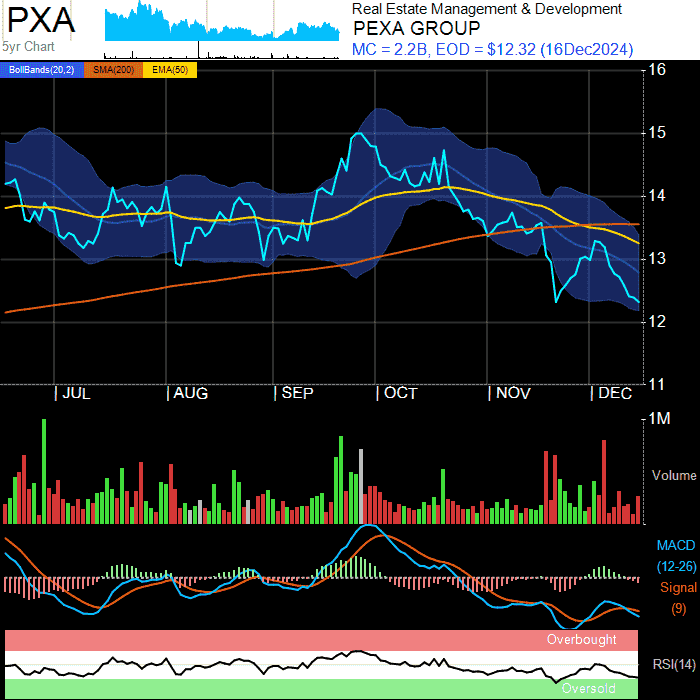 PXA
5yr Chart
Real Estate Management & Development
PEXA GROUP
MC = 2.2B, EOD = $12.32 (16Dec2024)
BollBands(20,2) SMA(200) EMA(50)
16
15
14
13
12
11
JUL AUG SEP OCT NOV DEC
1M
Volume
MACD
(12-26)
Signal
(9)
Overbought
RSI(14)
Oversold